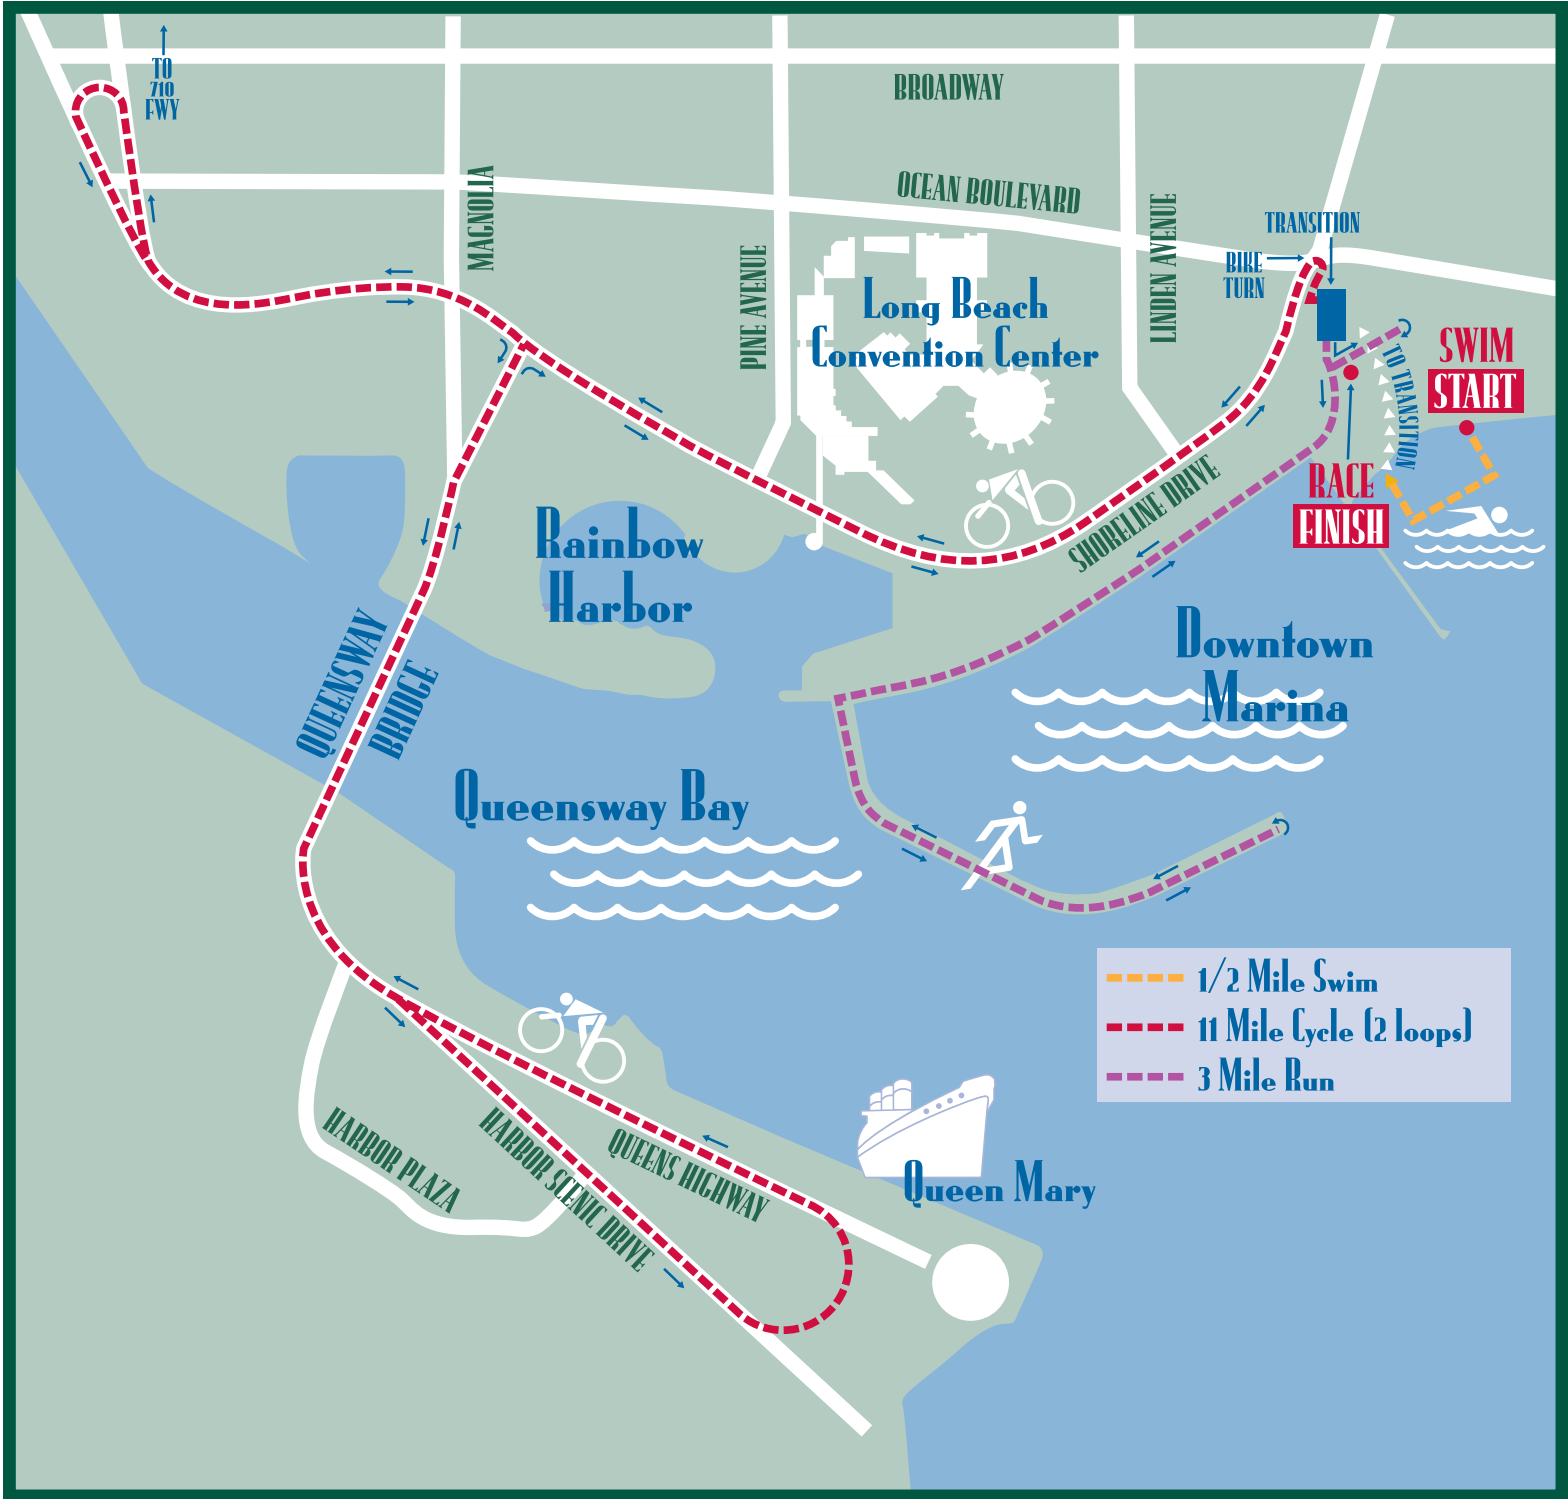 TO
710
FWY
BROADWAY
MAGNOLIA
OCEAN BOULEVARD
LINDEN AVENUE
PINE AVENUE
TRANSITION
BIKE
TURN
Long Beach
Convention Center
TO TRANSITION
SWIM
START
RACE
FINISH
SHORELINE DRIVE
Rainbow
Harbor
QUEENSWAY
BRIDGE
Downtown
Marina
Queensway Bay
1/2 Mile Swim
11 Mile Cycle (2 loops)
3 Mile Run
HARBOR PLAZA
HARBOR SCENIC DRIVE
QUEENS HIGHWAY
Queen Mary